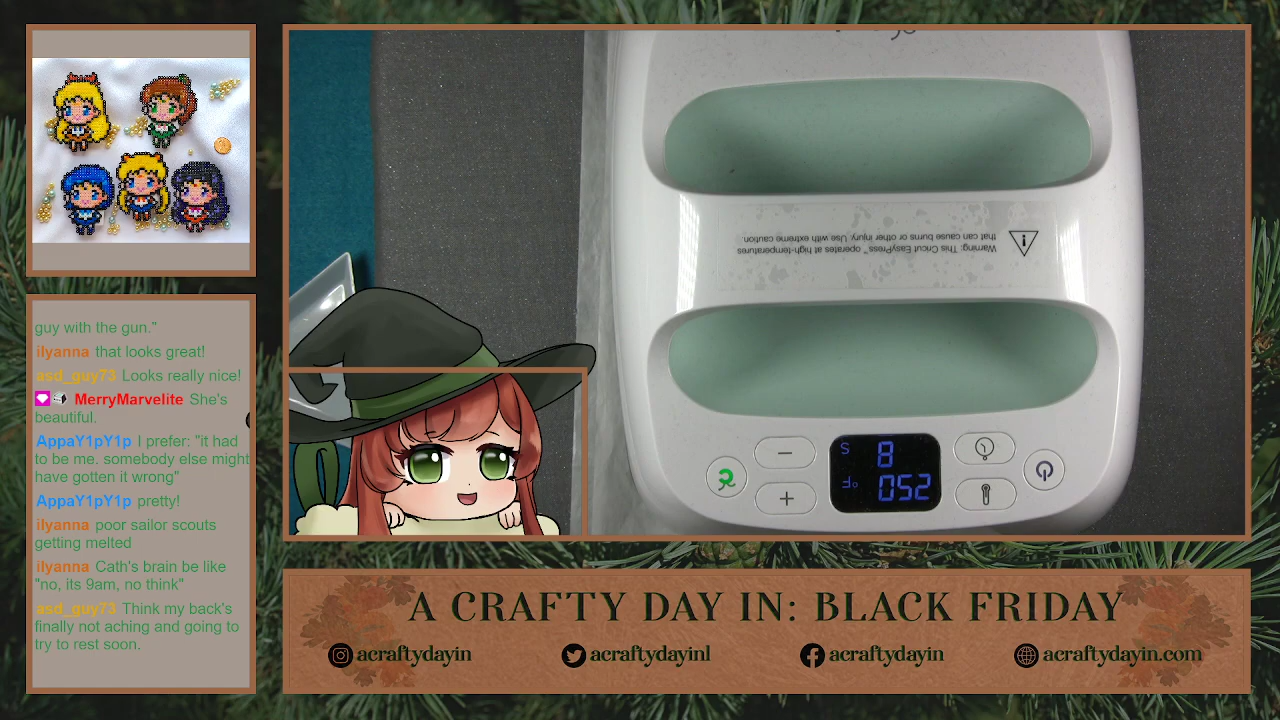 guy with the gun."
ilyanna that looks great!
asd_guy73 Looks really nice!
MerryMarvelite She's
beautiful.
AppaY1pY1p I prefer: "it had
to be me. somebody else might
have gotten it wrong"
AppaY1pY1p pretty!
ilyanna poor sailor scouts
getting melted
ilyanna Cath's brain be like
"no, its 9am, no think"
asd_guy73 Think my back's
finally not aching and going to
try to rest soon.
Warning: This Cricut EasyPress™ operates at high-temperatures
that can cause burns or other injury. Use with extreme caution.
250 °F
8 S
A CRAFTY DAY IN: BLACK FRIDAY
acraftydayin
acraftydayinl
acraftydayin
acraftydayin.com